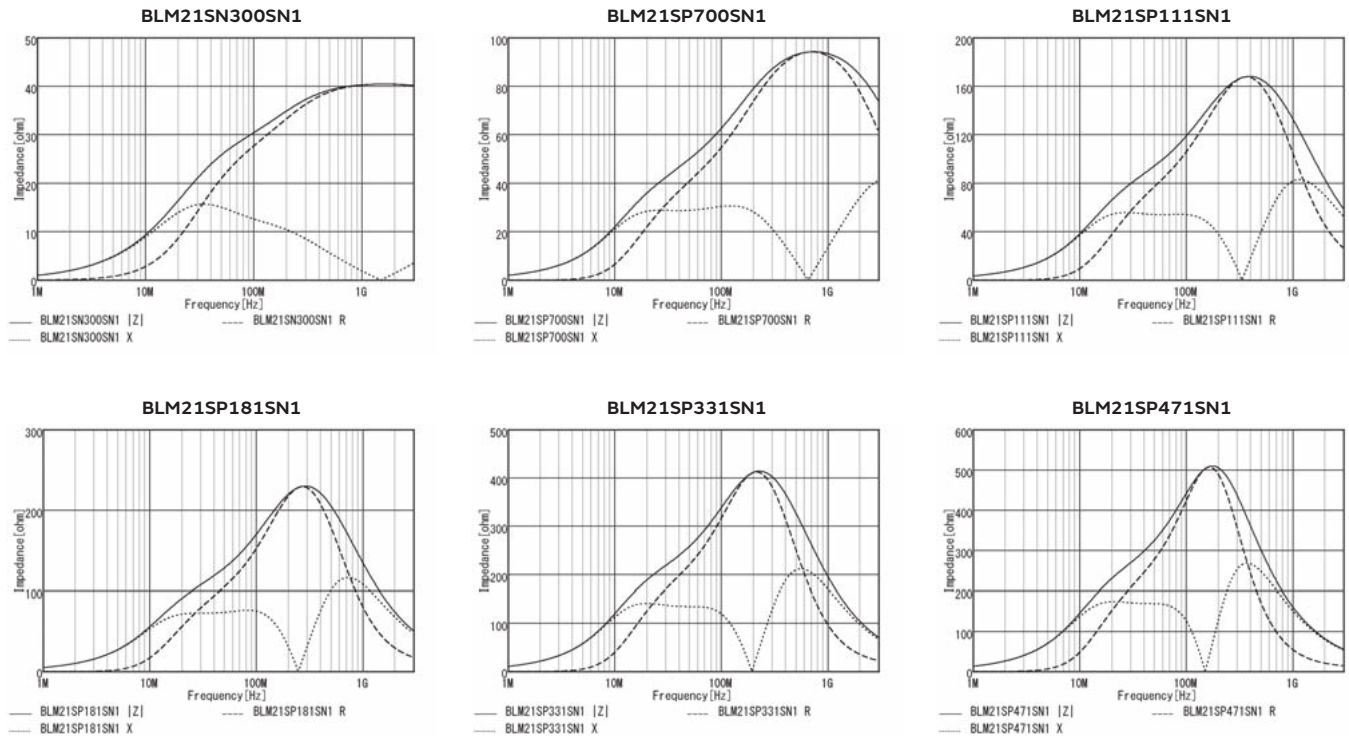 BLM21SN300SN1
50
40
30
20
10
0
Impedance[ohm]
1M
10M
100M
1G
Frequency[Hz]
BLM21SN300SN1 |Z|
BLM21SN300SN1 R
BLM21SN300SN1 X
BLM21SP700SN1
100
80
60
40
20
0
Impedance[ohm]
1M
10M
100M
1G
Frequency[Hz]
BLM21SP700SN1 |Z|
BLM21SP700SN1 R
BLM21SP700SN1 X
BLM21SP111SN1
200
160
120
80
40
0
Impedance[ohm]
1M
10M
100M
1G
Frequency[Hz]
BLM21SP111SN1 |Z|
BLM21SP111SN1 R
BLM21SP111SN1 X
BLM21SP181SN1
300
200
100
0
Impedance[ohm]
1M
10M
100M
1G
Frequency[Hz]
BLM21SP181SN1 |Z|
BLM21SP181SN1 R
BLM21SP181SN1 X
BLM21SP331SN1
500
400
300
200
100
0
Impedance[ohm]
1M
10M
100M
1G
Frequency[Hz]
BLM21SP331SN1 |Z|
BLM21SP331SN1 R
BLM21SP331SN1 X
BLM21SP471SN1
600
500
400
300
200
100
0
Impedance[ohm]
1M
10M
100M
1G
Frequency[Hz]
BLM21SP471SN1 |Z|
BLM21SP471SN1 R
BLM21SP471SN1 X